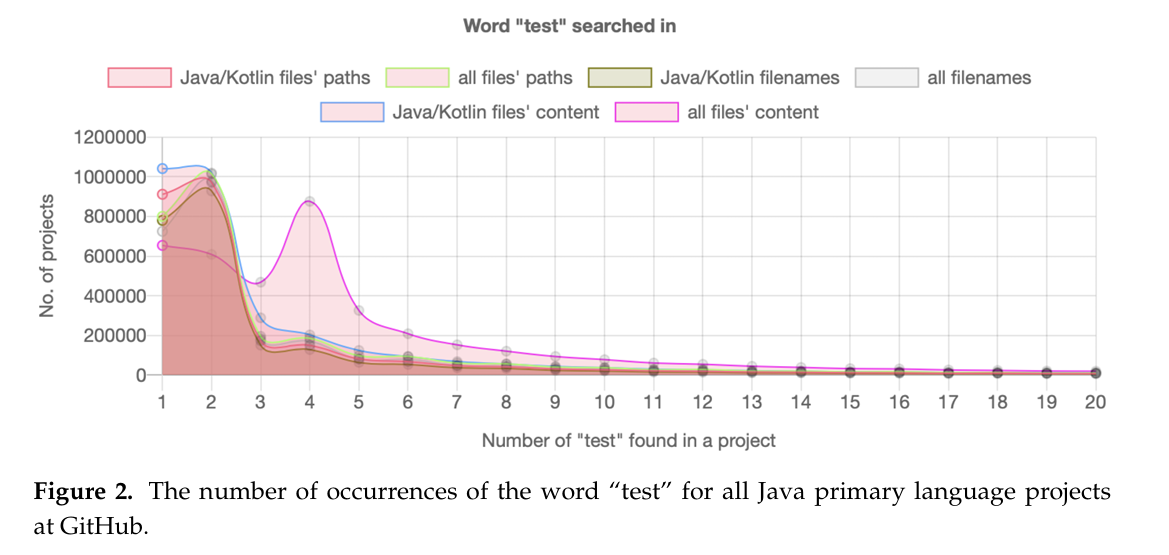 Word "test" searched in
Java/Kotlin files' paths all files' paths Java/Kotlin filenames all filenames
Java/Kotlin files' content all files' content
1200000
1000000
800000
600000
400000
200000
0
No. of projects
1 2 3 4 5 6 7 8 9 10 11 12 13 14 15 16 17 18 19 20
Number of "test" found in a project
Figure 2. The number of occurrences of the word “test” for all Java primary language projects
at GitHub.